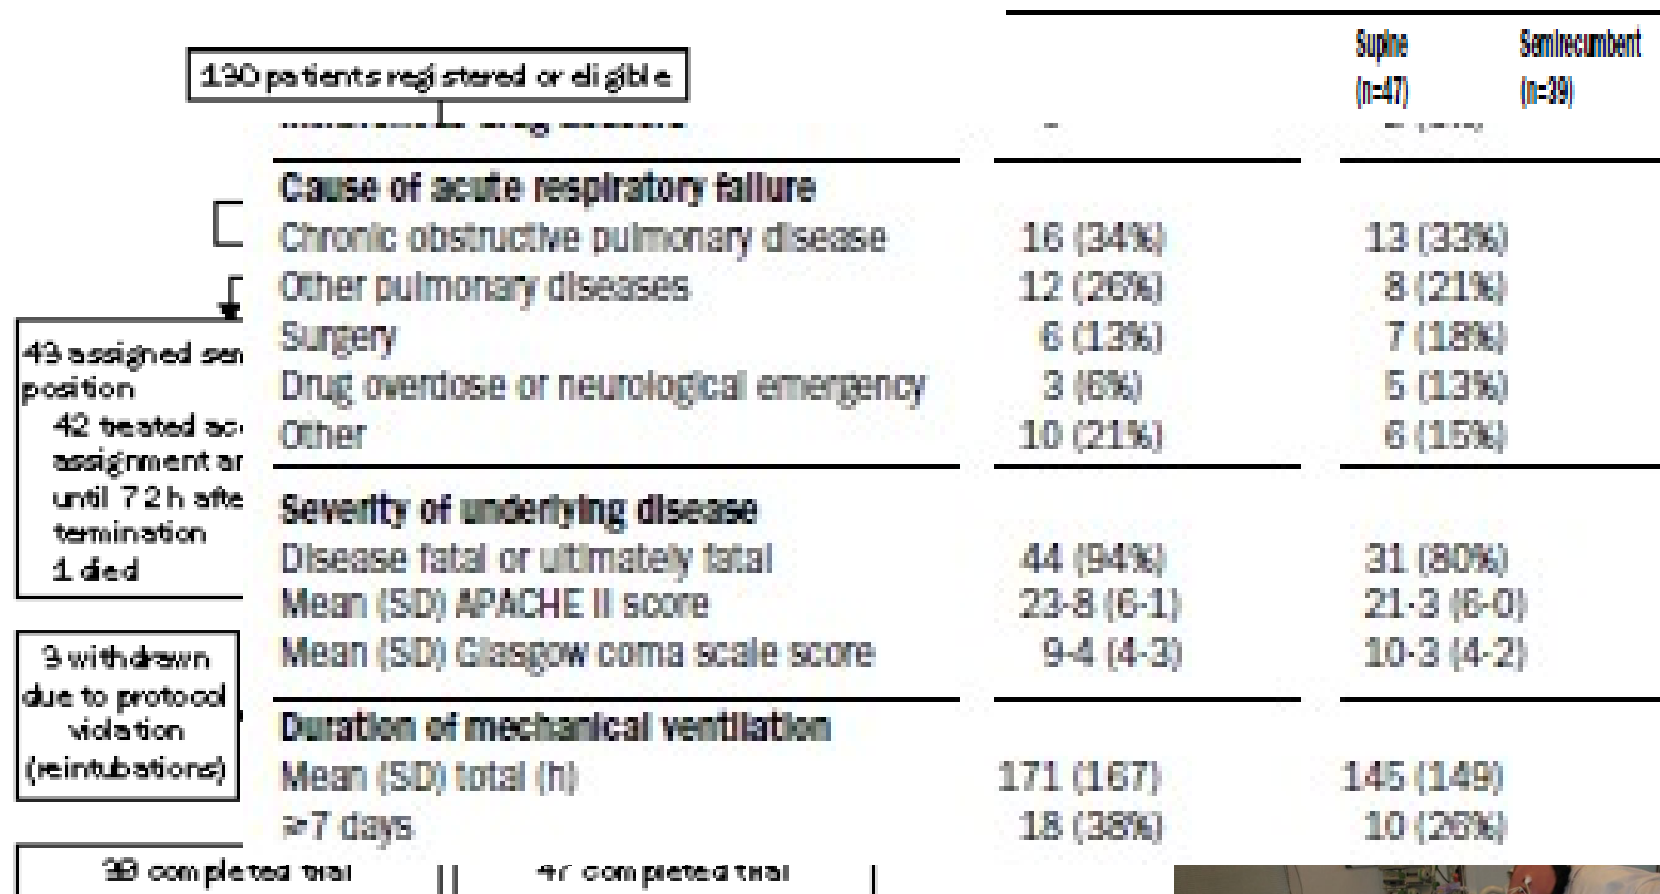 Supine Semirecumbent
(n=47) (n=39)
130 patients registered or eligible
Cause of acute respiratory failure
Chronic obstructive pulmonary disease 16 (34%) 13 (33%)
Other pulmonary diseases 12 (26%) 8 (21%)
Surgery 6 (13%) 7 (18%)
Drug overdose or neurological emergency 3 (6%) 5 (13%)
Other 10 (21%) 6 (15%)
Severity of underlying disease
Disease fatal or ultimately fatal 44 (94%) 31 (80%)
Mean (SD) APACHE II score 23·8 (6·1) 21·3 (6·0)
Mean (SD) Glasgow coma scale score 9·4 (4·3) 10·3 (4·2)
Duration of mechanical ventilation
Mean (SD) total (h) 171 (167) 145 (149)
≥7 days 18 (38%) 10 (26%)
43 assigned
position
42 treated
assignment
until 72 h
termination
1 died
3 withdrawn
due to protocol
violation
(reintubations)
39 completed trial 47 completed trial